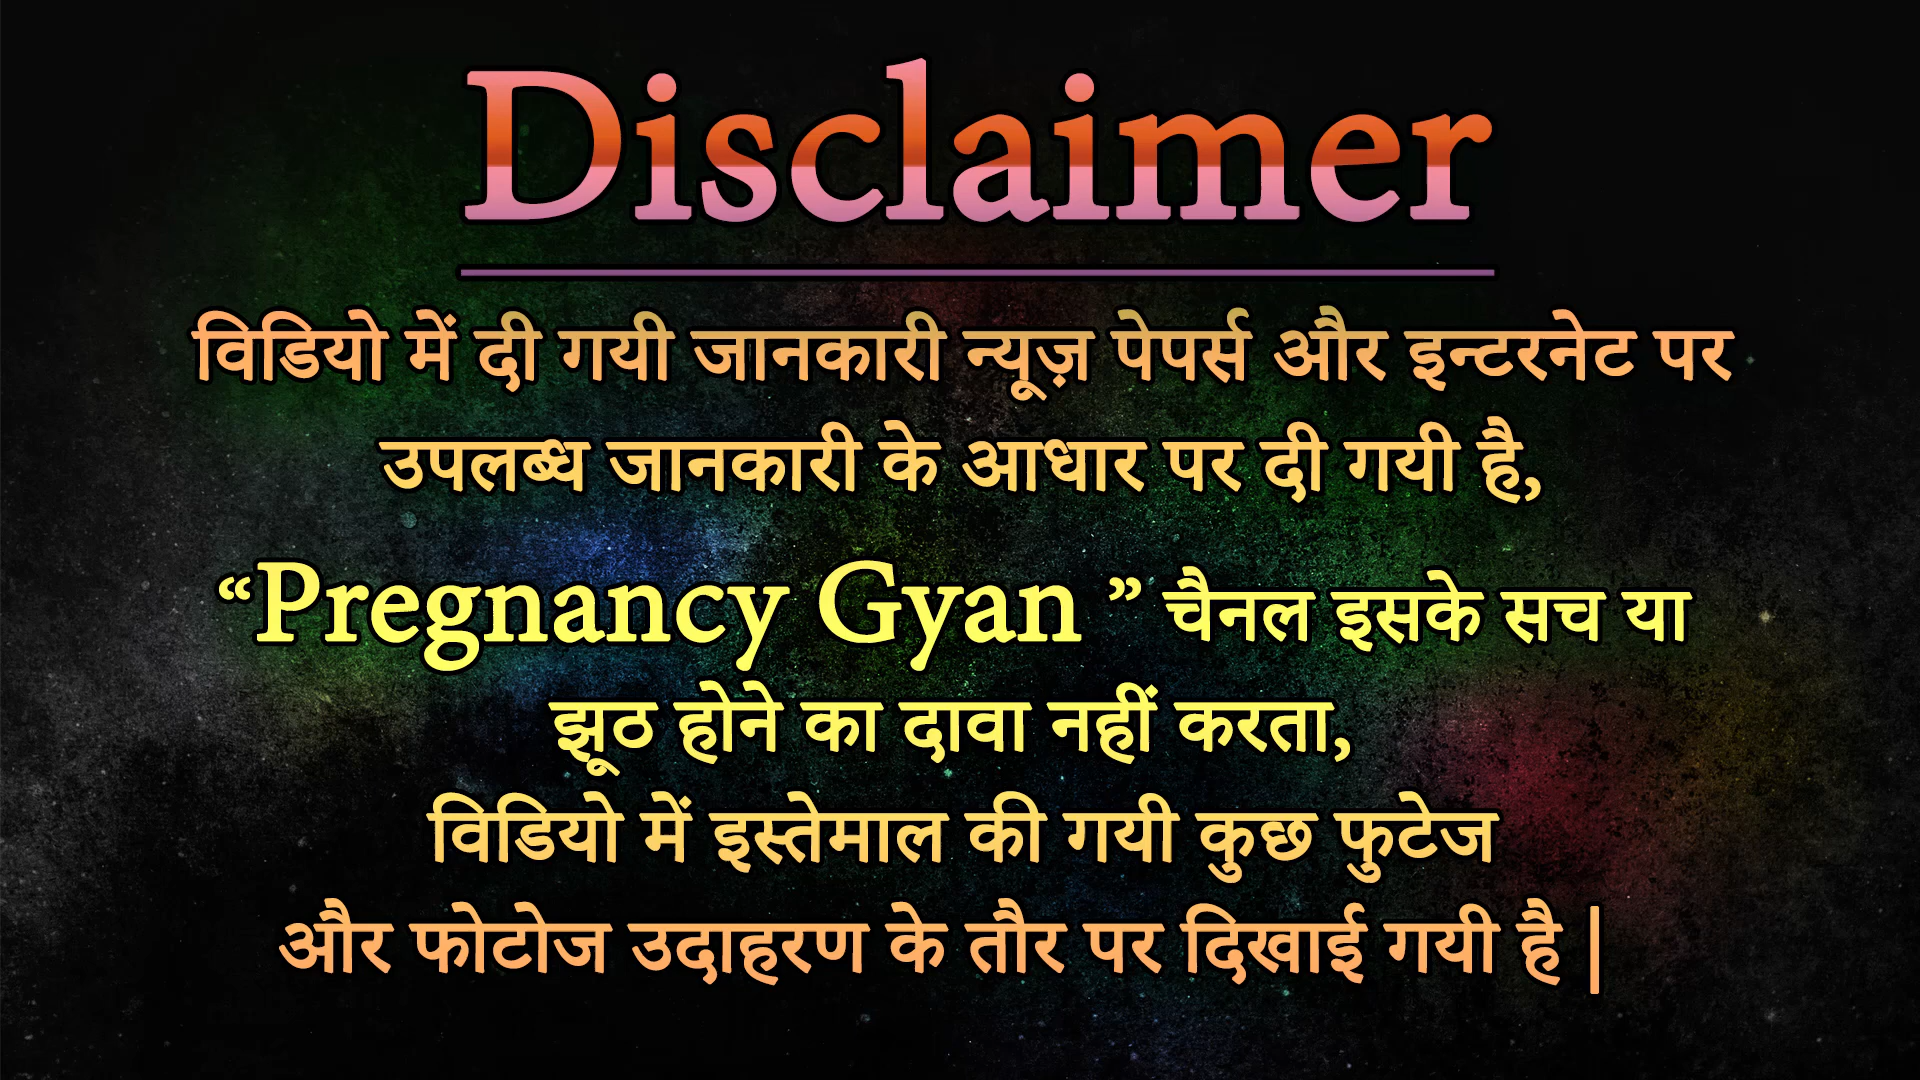 Disclaimer
विडियो में दी गयी जानकारी न्यूज़ पेपर्स और इन्टरनेट पर
उपलब्ध जानकारी के आधार पर दी गयी है,
“Pregnancy Gyan ” चैनल इसके सच या
झूठ होने का दावा नहीं करता,
विडियो में इस्तेमाल की गयी कुछ फुटेज
और फोटोज उदाहरण के तौर पर दिखाई गयी है |